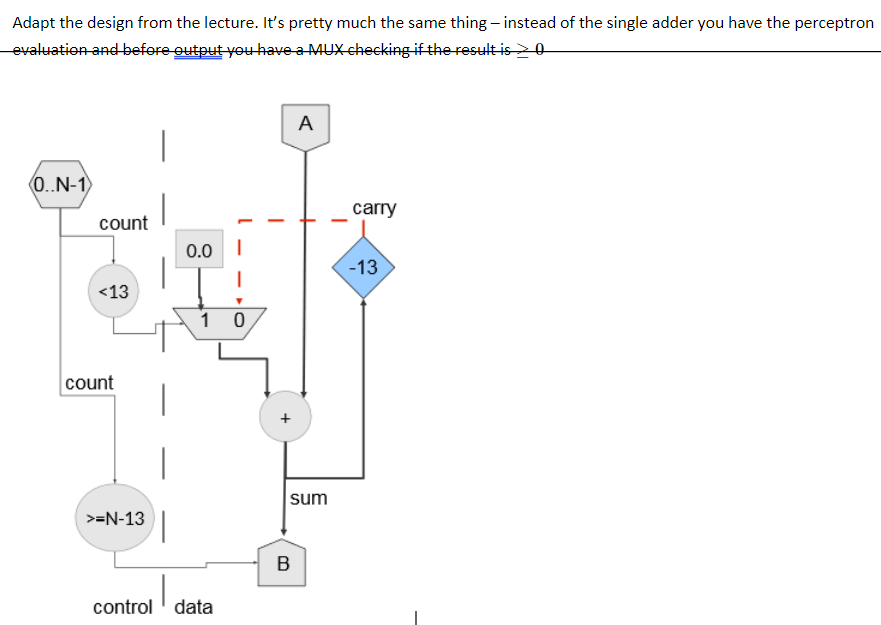 Adapt the design from the lecture. It's pretty much the same thing – instead of the single adder you have the perceptron
evaluation and before output you have a MUX checking if the result is ≥ 0
A
0..N-1
carry
count
0.0
-13
<13
1 0
count
+
sum
>=N-13
B
control data